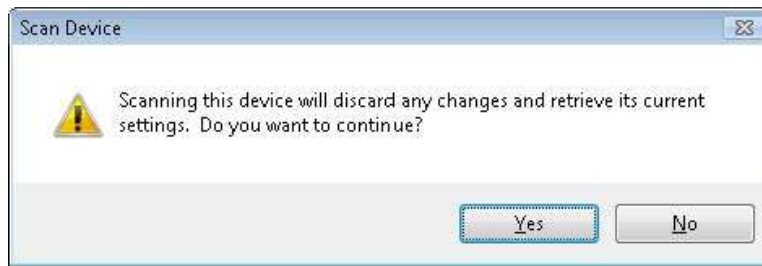 Scan Device
Scanning this device will discard any changes and retrieve its current
settings. Do you want to continue?
Yes
No